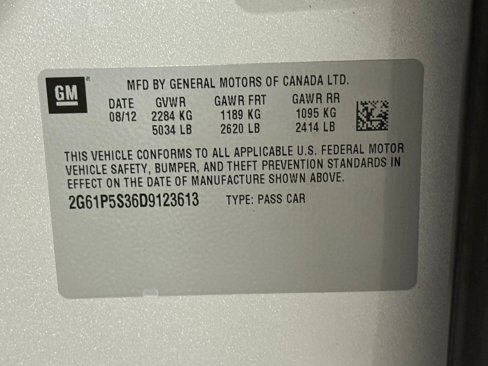 GM
MFD BY GENERAL MOTORS OF CANADA LTD.
DATE GVWR GAWR FRT GAWR RR
08/12 2284 KG 1189 KG 1095 KG
5034 LB 2620 LB 2414 LB
THIS VEHICLE CONFORMS TO ALL APPLICABLE U.S. FEDERAL MOTOR
VEHICLE SAFETY, BUMPER, AND THEFT PREVENTION STANDARDS IN
EFFECT ON THE DATE OF MANUFACTURE SHOWN ABOVE.
2G61P5S36D9123613 TYPE: PASS CAR